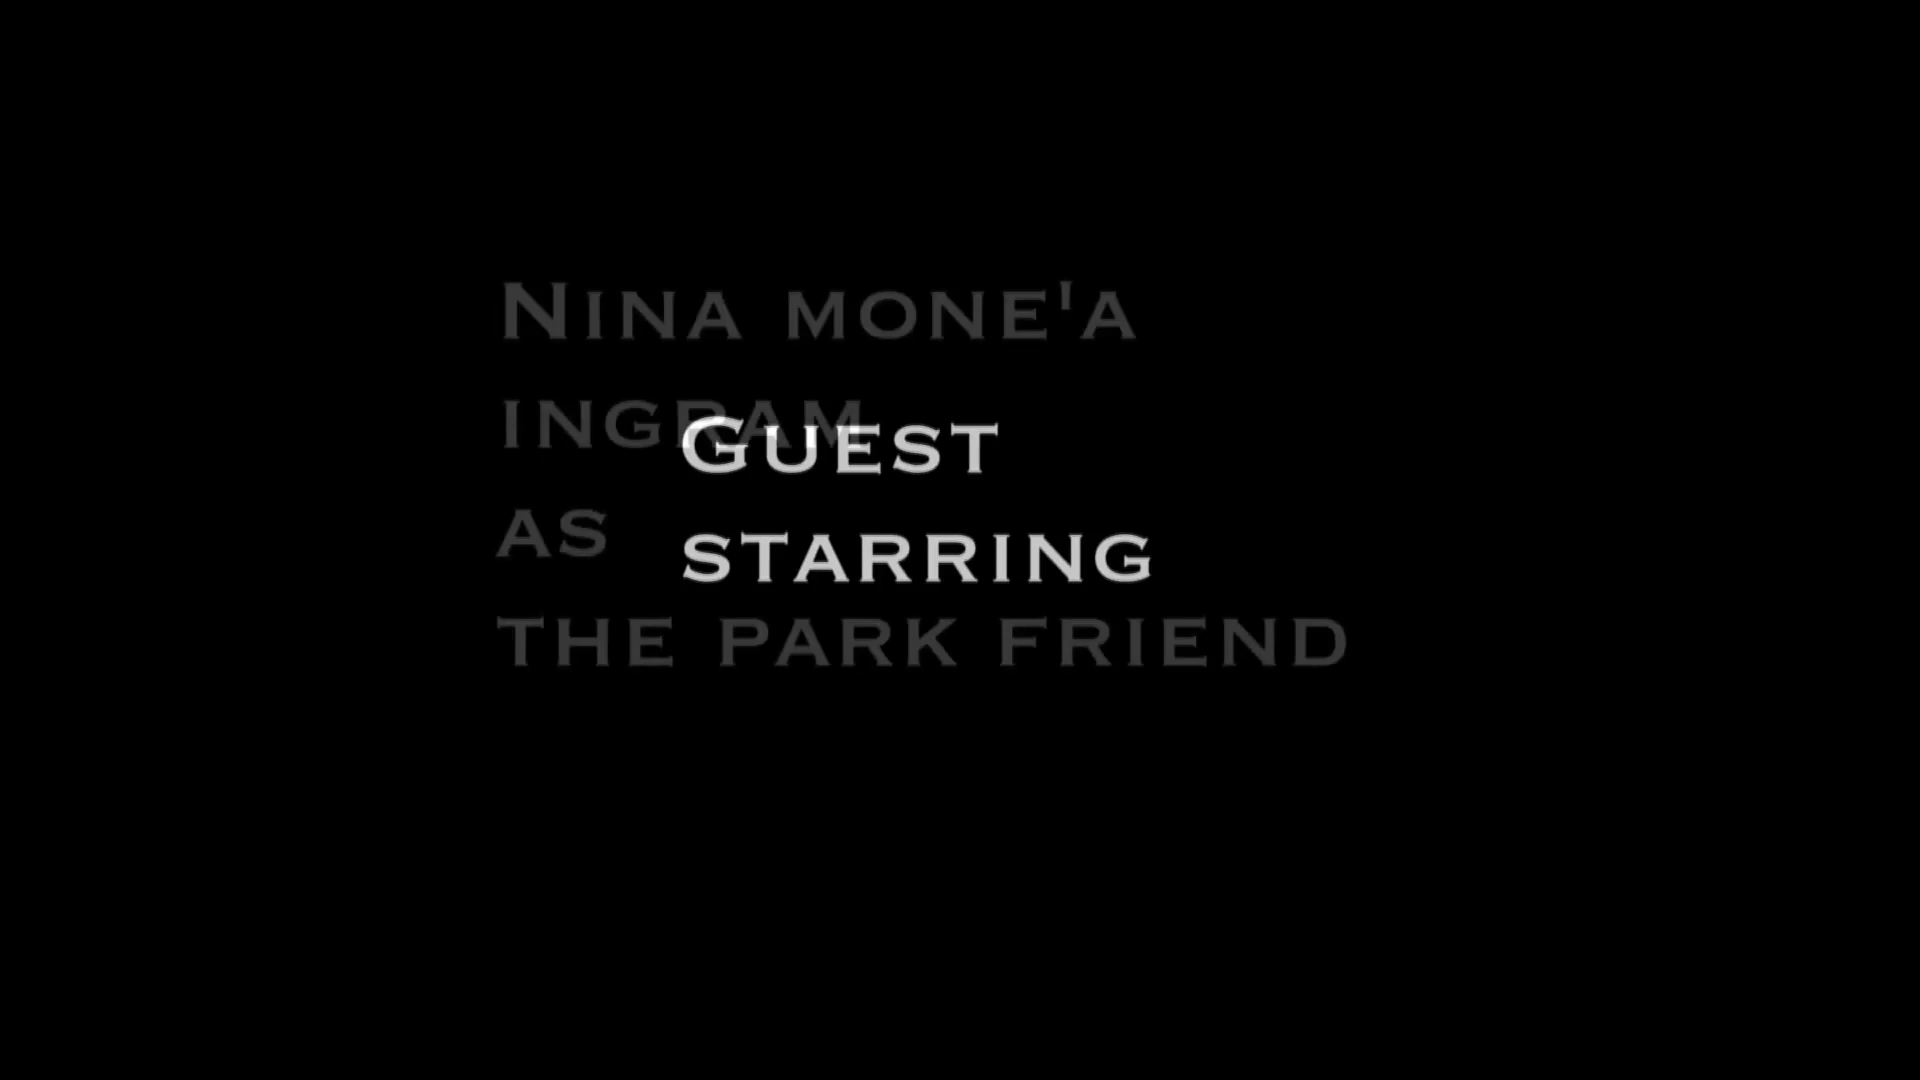 Nina mone'a
ingram
Guest
as
starring
the park friend